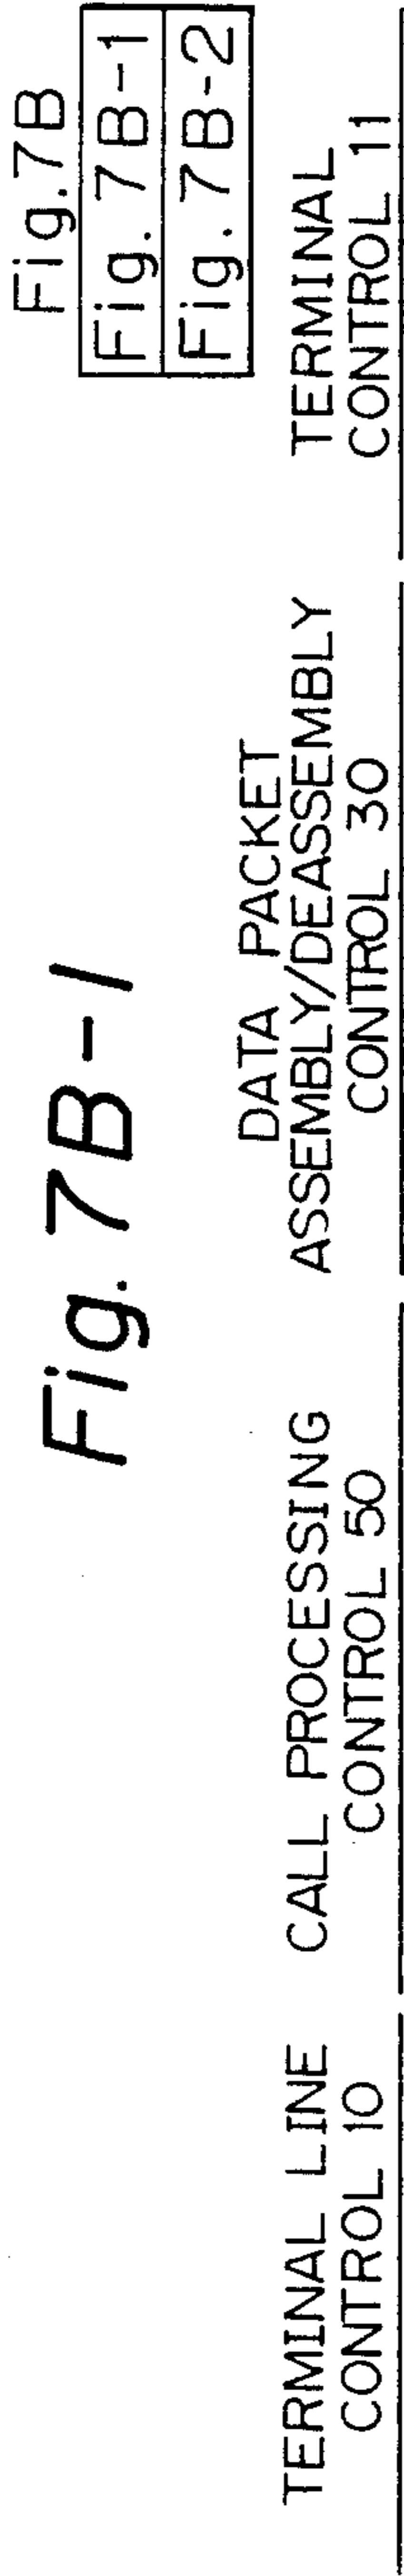 Fig. 7B-1
Fig.7B
Fig. 7B-1
Fig. 7B-2
TERMINAL LINE
CONTROL 10
CALL PROCESSING
CONTROL 50
DATA PACKET
ASSEMBLY/DEASSEMBLY
CONTROL 30
TERMINAL
CONTROL 11